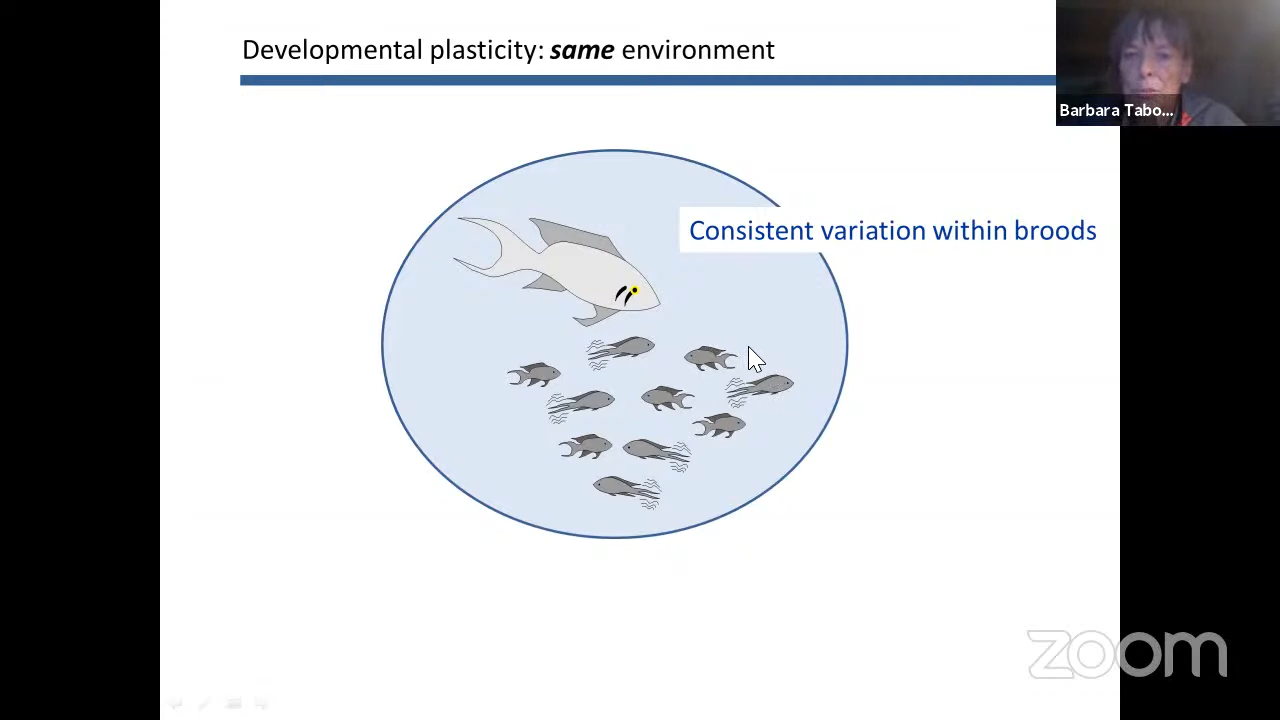 Developmental plasticity: same environment
Barbara Tabo...
Consistent variation within broods
zoom